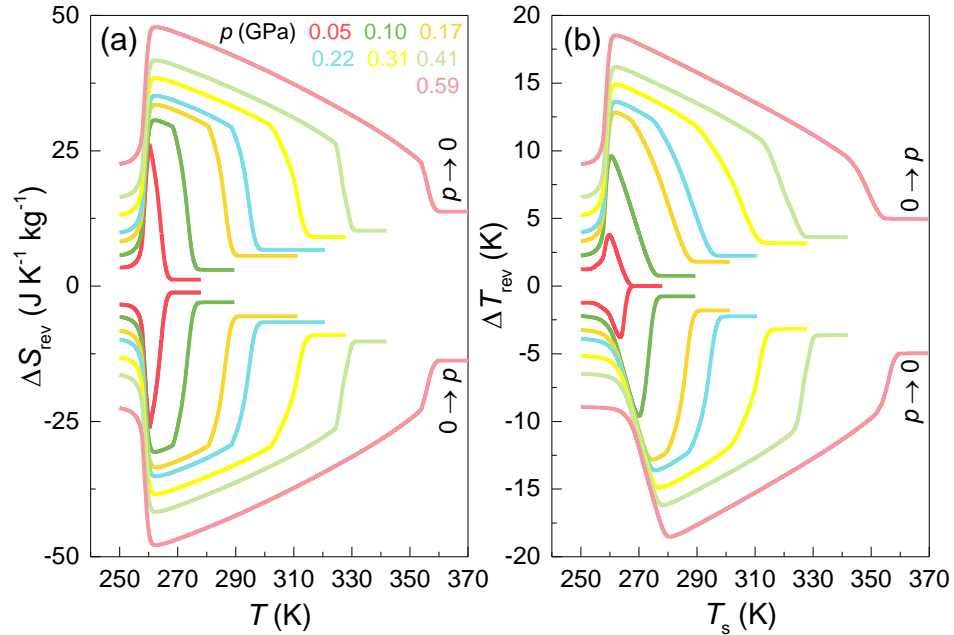 (a)
p (GPa) 0.05 0.10 0.17
0.22 0.31 0.41
0.59
50
25
0
-25
-50
ΔS_rev (J K⁻¹ kg⁻¹)
p → 0
0 → p
250 270 290 310 330 350 370
T (K)
(b)
20
15
10
5
0
-5
-10
-15
-20
ΔT_rev (K)
0 → p
p → 0
250 270 290 310 330 350 370
T_s (K)